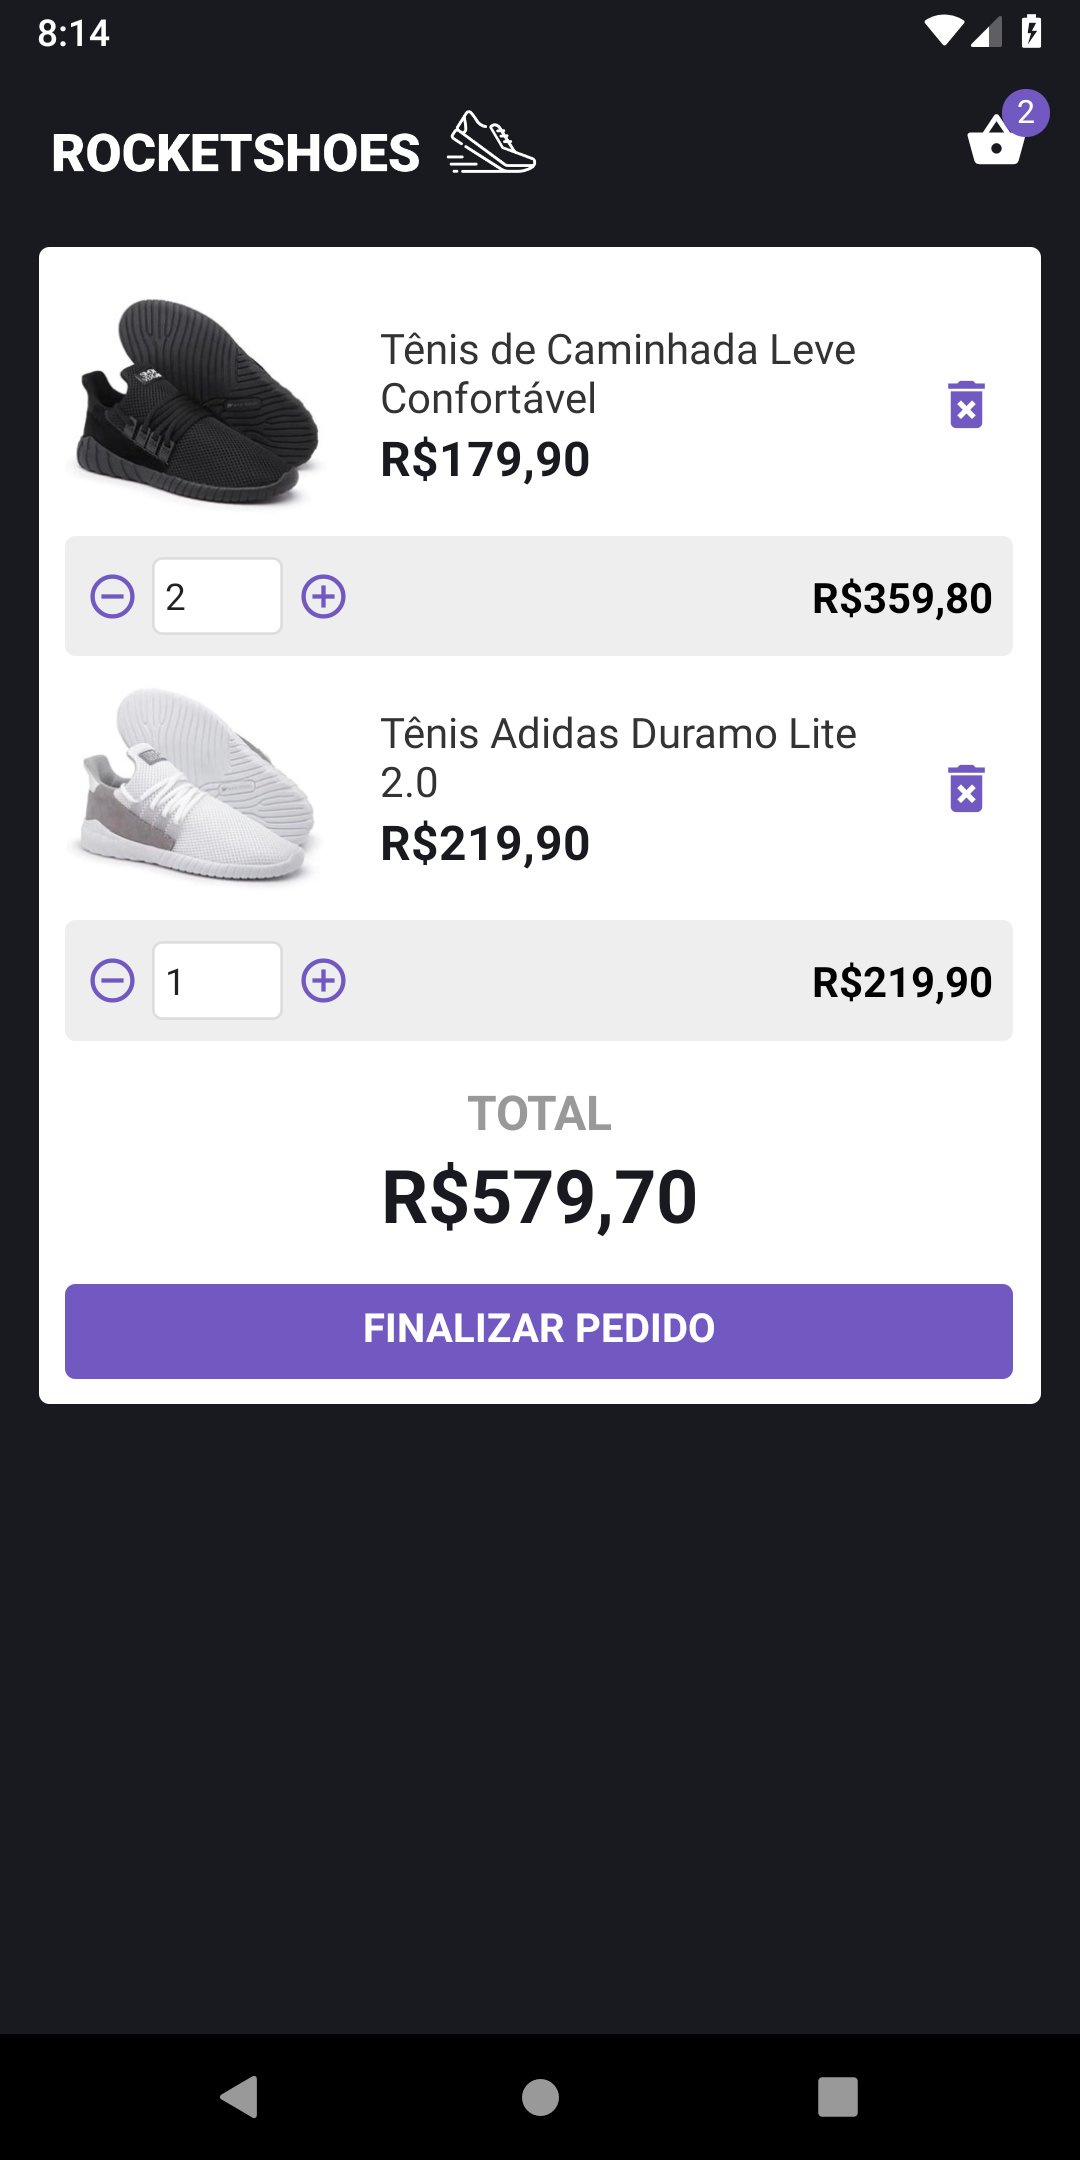 8:14
ROCKETSHOES
2
Tênis de Caminhada Leve
Confortável
R$179,90
2
R$359,80
Tênis Adidas Duramo Lite
2.0
R$219,90
1
R$219,90
TOTAL
R$579,70
FINALIZAR PEDIDO